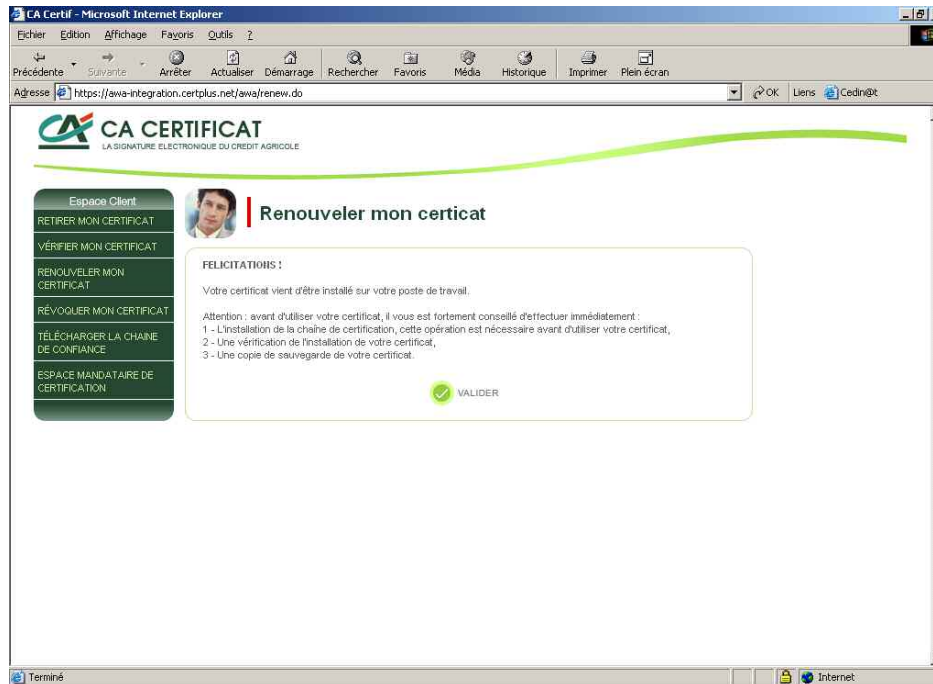 CA Certif - Microsoft Internet Explorer
Fichier Edition Affichage Favoris Outils ?
Précédente Suivante Arrêter Actualiser Démarrage Rechercher Favoris Média Historique Imprimer Plein écran
Adresse https://awa-integration.certplus.net/awa/renew.do OK Liens Cedin@t
CA CERTIFICAT
LA SIGNATURE ELECTRONIQUE DU CREDIT AGRICOLE
Espace Client
RETIRER MON CERTIFICAT
VÉRIFIER MON CERTIFICAT
RENOUVELER MON
CERTIFICAT
RÉVOQUER MON CERTIFICAT
TÉLÉCHARGER LA CHAINE
DE CONFIANCE
ESPACE MANDATAIRE DE
CERTIFICATION
Renouveler mon certicat
FELICITATIONS !
Votre certificat vient d'être installé sur votre poste de travail.
Attention : avant d'utiliser votre certificat, il vous est fortement conseillé d'effectuer immédiatement :
1 - L'installation de la chaîne de certification, cette opération est nécessaire avant d'utiliser votre certificat,
2 - Une vérification de l'installation de votre certificat,
3 - Une copie de sauvegarde de votre certificat.
VALIDER
Terminé Internet